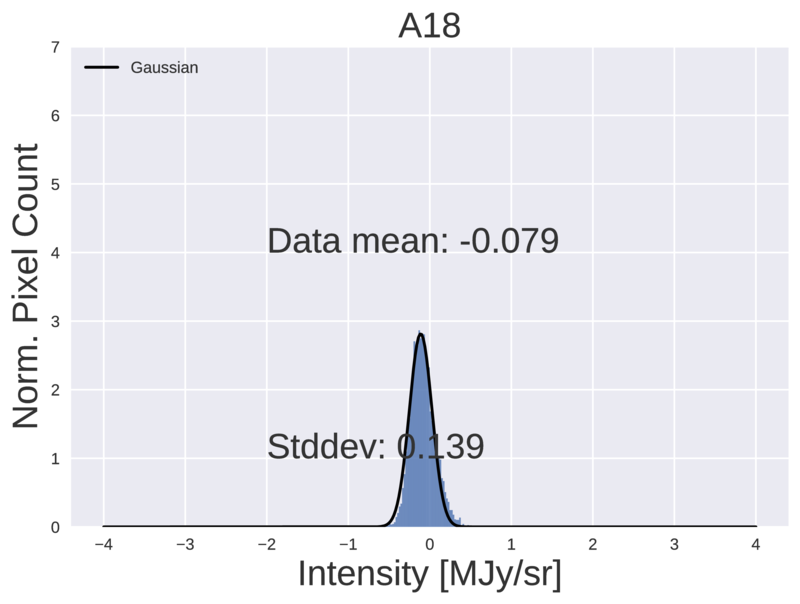 A18
Gaussian
7
6
5
4
3
2
1
0
Norm. Pixel Count
Data mean: -0.079
Stddev: 0.139
−4 −3 −2 −1 0 1 2 3 4
Intensity [MJy/sr]